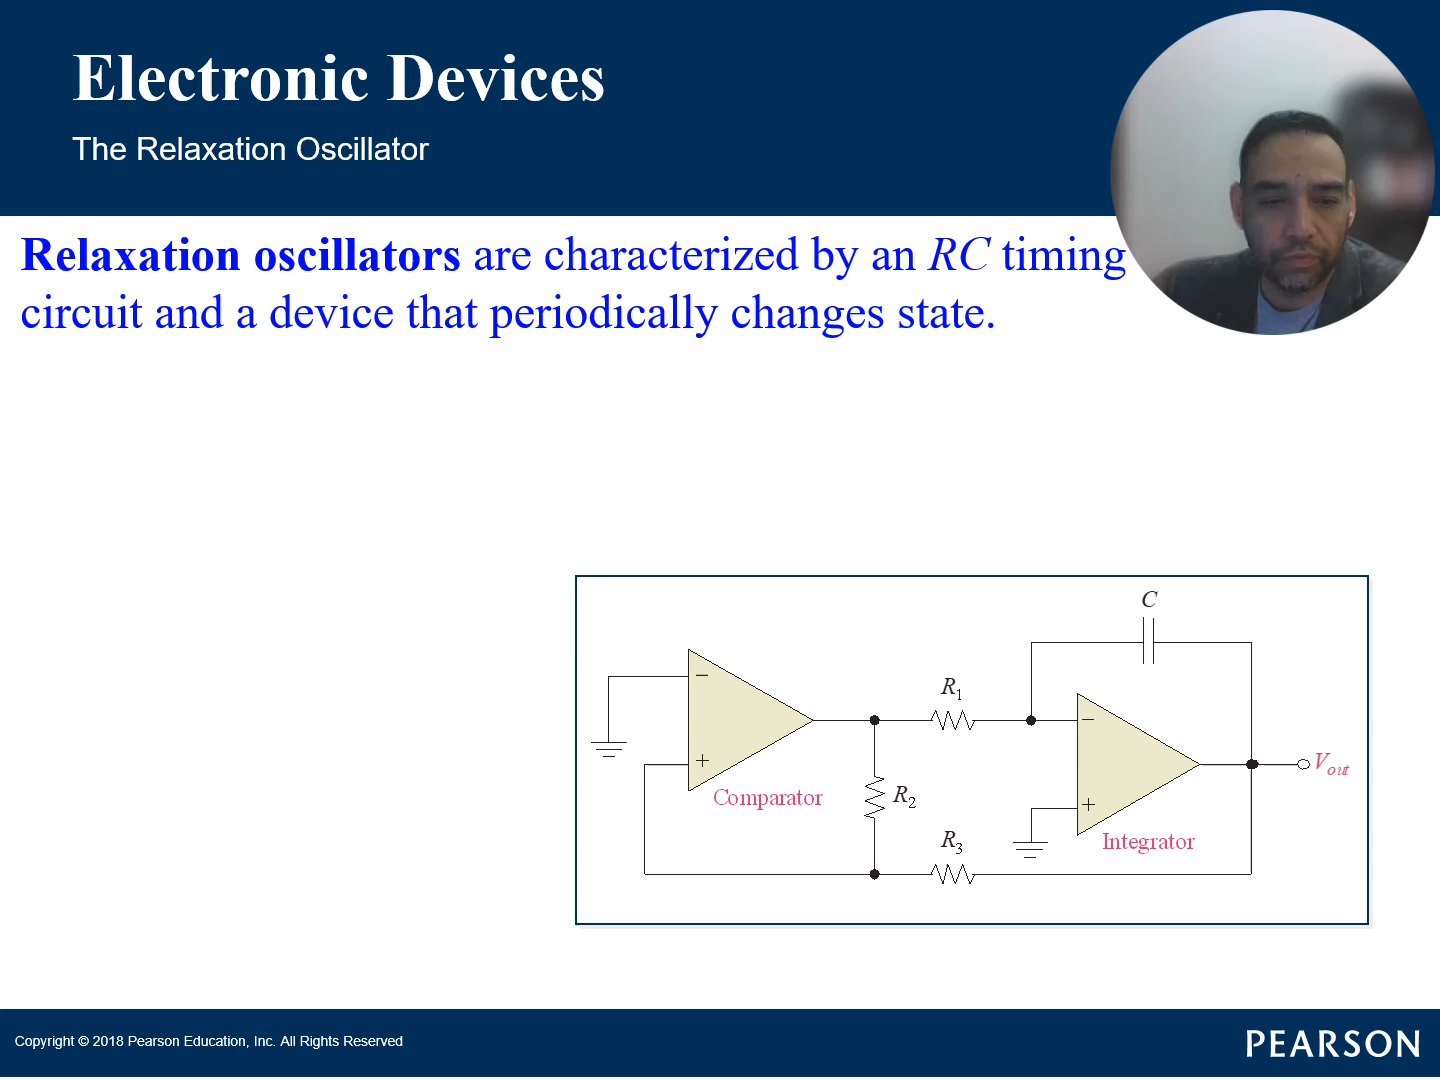 Electronic Devices
The Relaxation Oscillator
Relaxation oscillators are characterized by an RC timing
circuit and a device that periodically changes state.
C
R1
−
−
+
R2
Comparator
Vout
+
R3
Integrator
Copyright © 2018 Pearson Education, Inc. All Rights Reserved
PEARSON